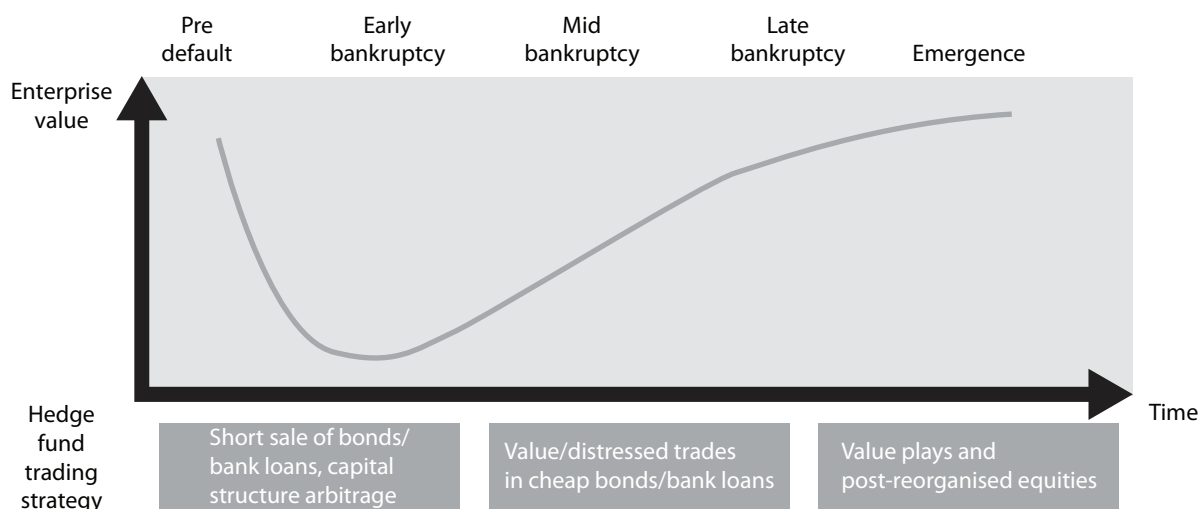 Pre
default
Early
bankruptcy
Mid
bankruptcy
Late
bankruptcy
Emergence
Enterprise
value
Time
Hedge
fund
trading
strategy
Short sale of bonds/
bank loans, capital
structure arbitrage
Value/distressed trades
in cheap bonds/bank loans
Value plays and
post-reorganised equities